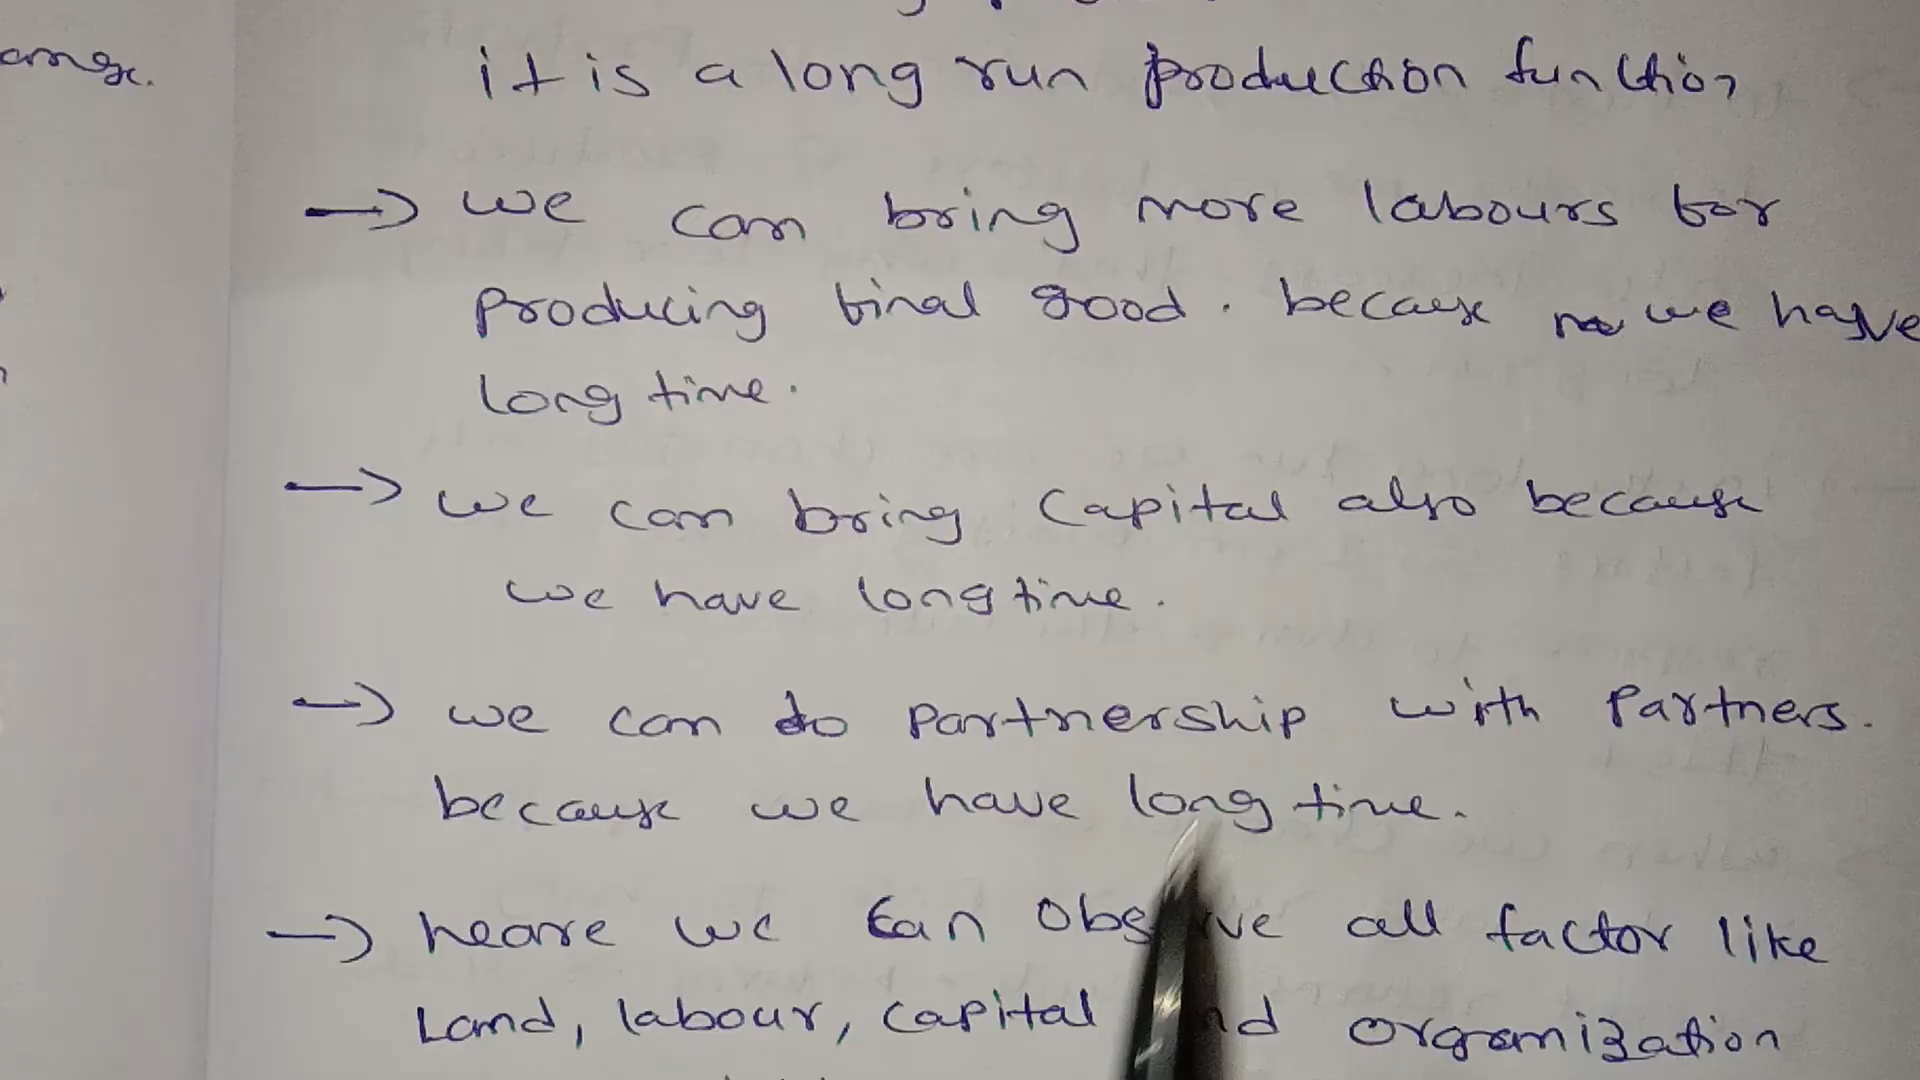 it is a long run production function
→ we can bring more labours for
producing final good. because we have
long time.
→ we can bring capital also because
we have long time.
→ we can do partnership with partners.
because we have long time.
→ heare we can all factor like
Land, labour, capital organization